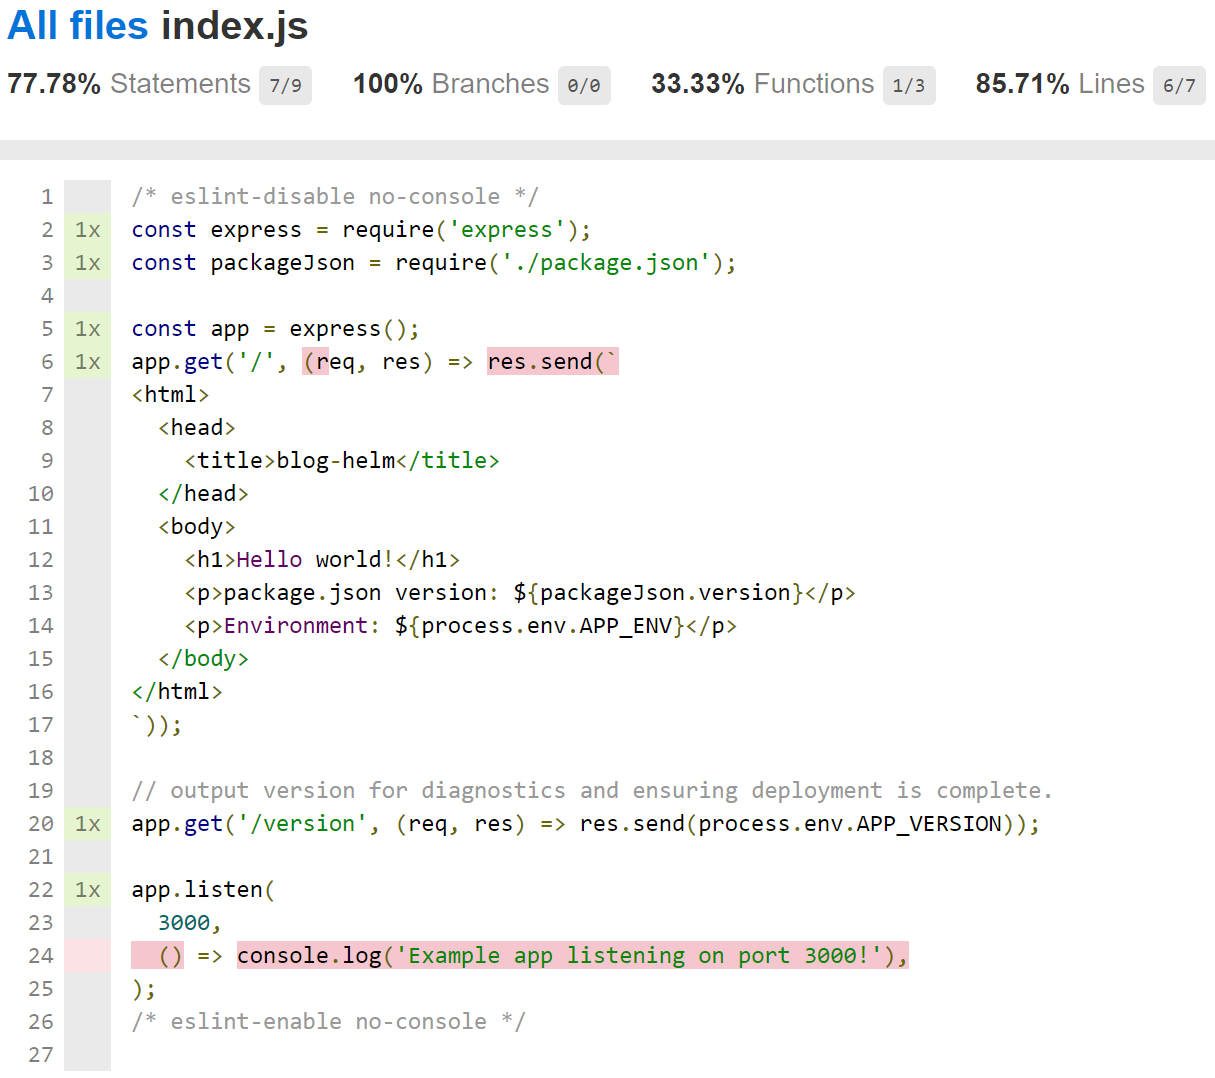 All files index.js
77.78% Statements 7/9 100% Branches 0/0 33.33% Functions 1/3 85.71% Lines 6/7
1 /* eslint-disable no-console */
2 1x const express = require('express');
3 1x const packageJson = require('./package.json');
4
5 1x const app = express();
6 1x app.get('/', (req, res) => res.send(`
7 <html>
8   <head>
9     <title>blog-helm</title>
10   </head>
11   <body>
12     <h1>Hello world!</h1>
13     <p>package.json version: ${packageJson.version}</p>
14     <p>Environment: ${process.env.APP_ENV}</p>
15   </body>
16 </html>
17 `));
18
19 // output version for diagnostics and ensuring deployment is complete.
20 1x app.get('/version', (req, res) => res.send(process.env.APP_VERSION));
21
22 1x app.listen(
23   3000,
24   () => console.log('Example app listening on port 3000!'),
25 );
26 /* eslint-enable no-console */
27